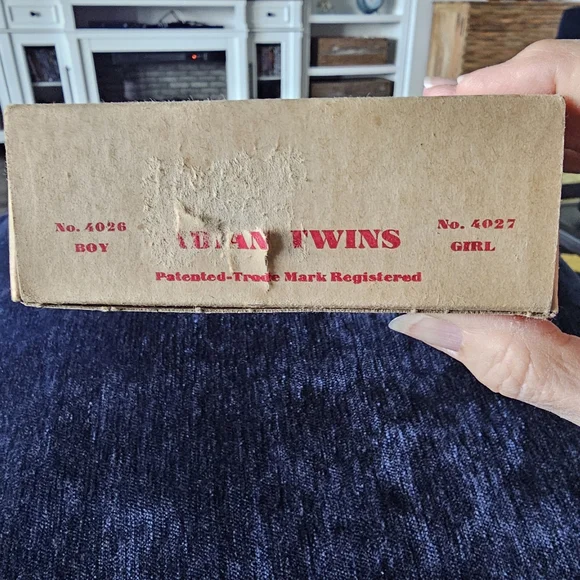 No. 4026 TWINS No. 4027
BOY GIRL
Patented-Trade Mark Registered